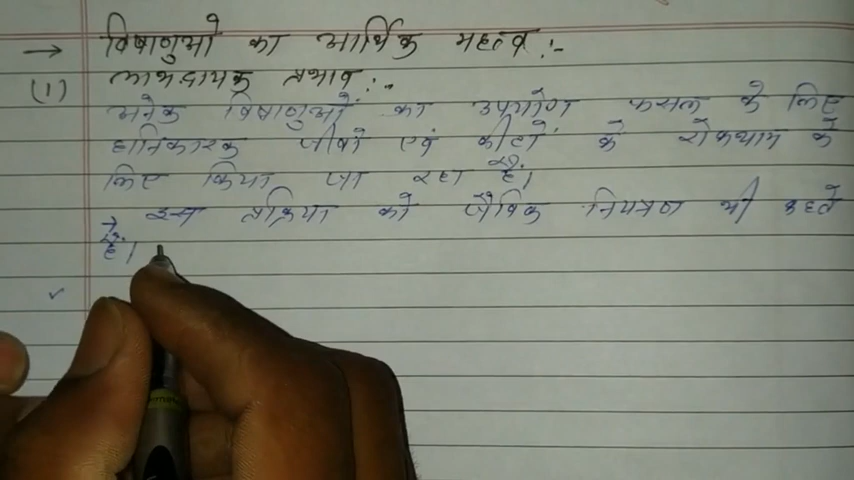 → विषाणुओ का आर्थिक महत्व :-
(1) लाभदायक प्रभाव :-
अनेक विषाणुओं का उपयोग फसल के लिए
हानिकारक जीवो एवं कीटों के रोकथाम के
लिए किया जा रहा है।
इस प्रक्रिया को जैविक नियंत्रण भी कहते
हैं।